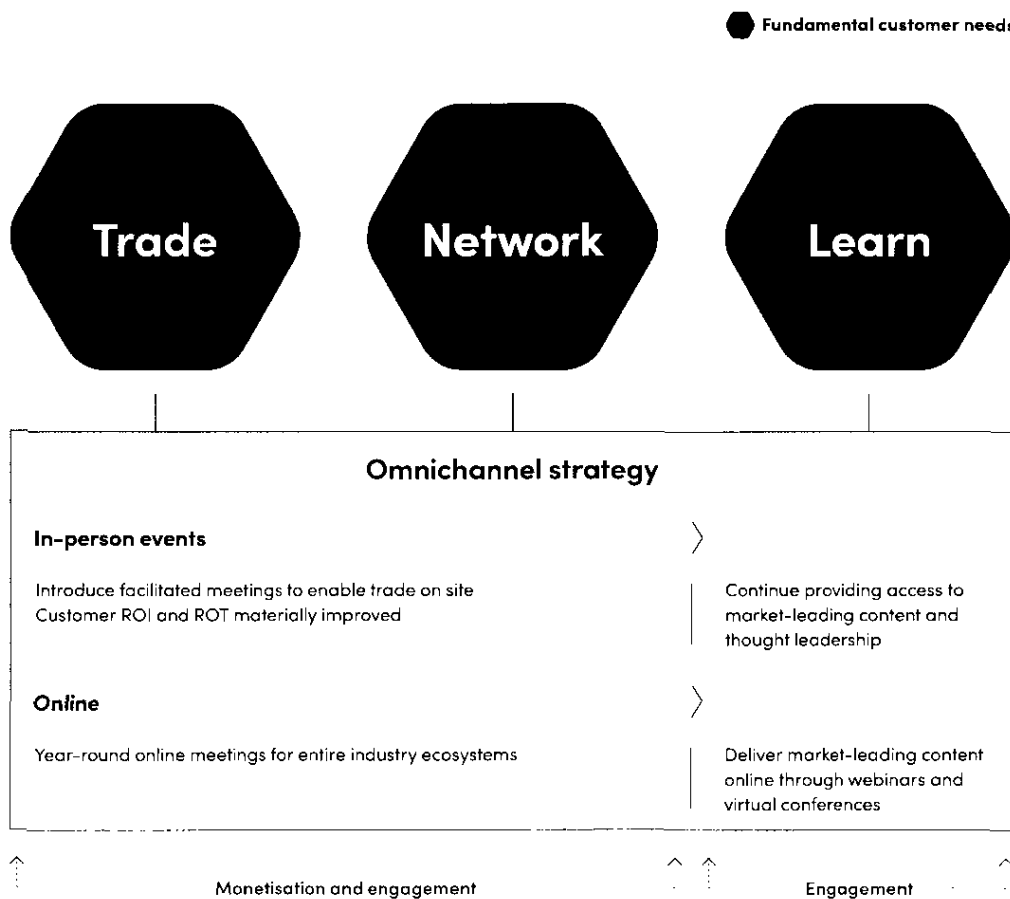 Fundamental customer needs
Trade
Network
Learn
Omnichannel strategy
In-person events
Introduce facilitated meetings to enable trade on site
Customer ROI and ROT materially improved
Continue providing access to
market-leading content and
thought leadership
Online
Year-round online meetings for entire industry ecosystems
Deliver market-leading content
online through webinars and
virtual conferences
Monetisation and engagement
Engagement